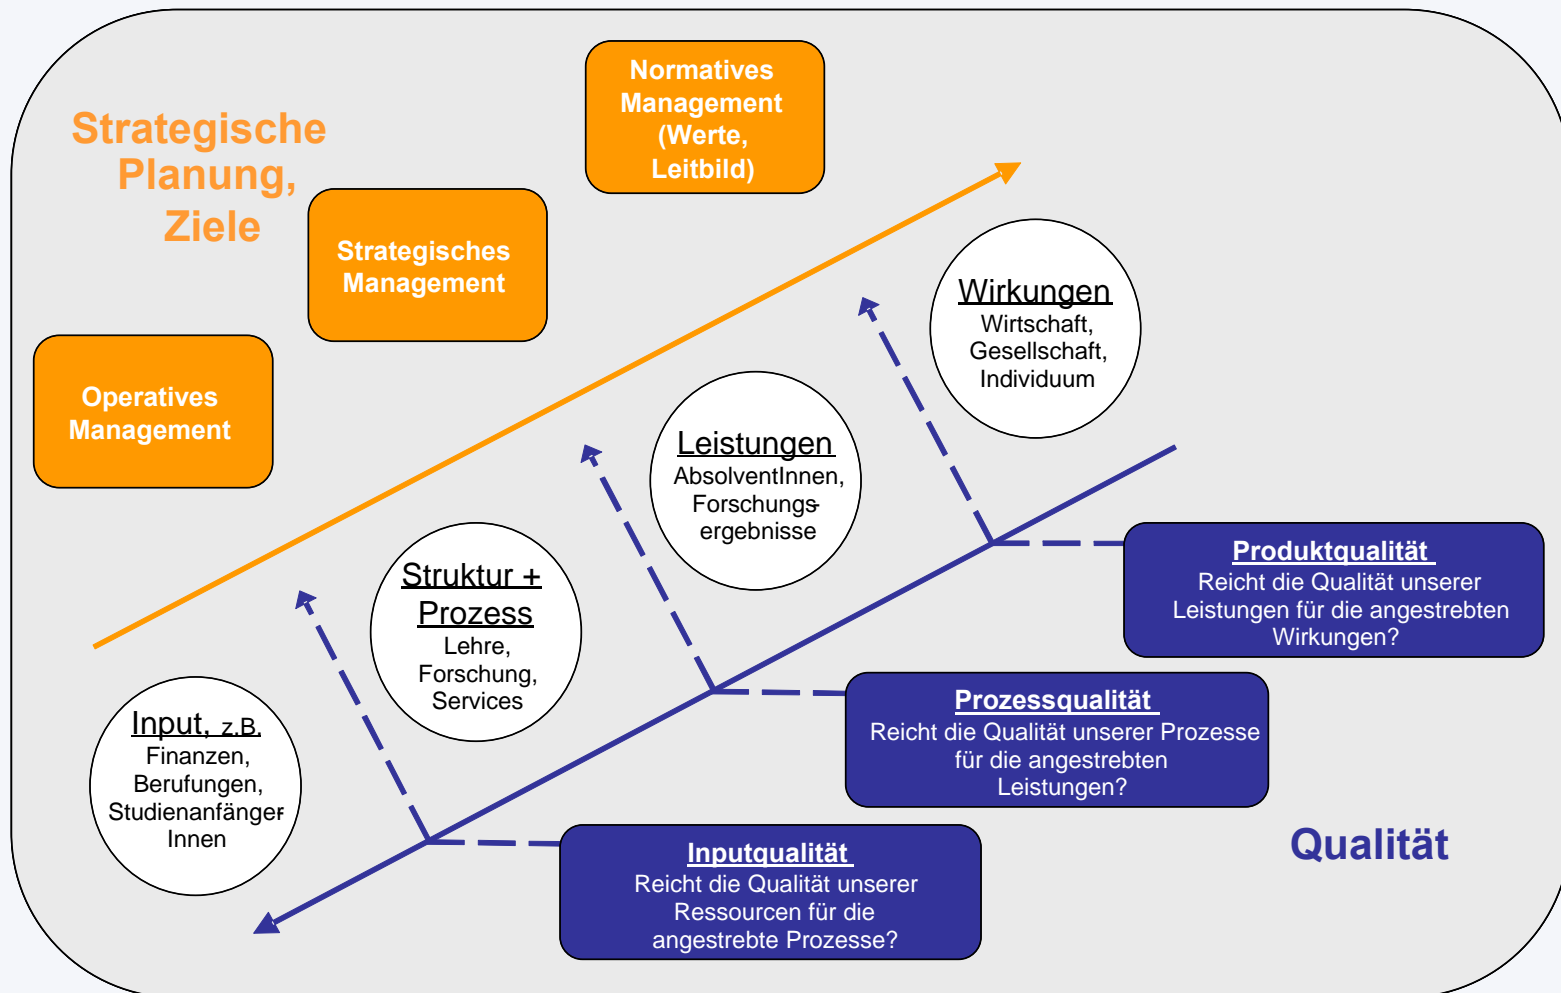 Strategische
Planung,
Ziele
Normatives
Management
(Werte,
Leitbild)
Strategisches
Management
Operatives
Management
Wirkungen
Wirtschaft,
Gesellschaft,
Individuum
Leistungen
AbsolventInnen,
Forschungs-
ergebnisse
Struktur +
Prozess
Lehre,
Forschung,
Services
Input, z.B.
Finanzen,
Berufungen,
Studienanfänger-
Innen
Produktqualität
Reicht die Qualität unserer
Leistungen für die angestrebten
Wirkungen?
Prozessqualität
Reicht die Qualität unserer Prozesse
für die angestrebten
Leistungen?
Inputqualität
Reicht die Qualität unserer
Ressourcen für die
angestrebte Prozesse?
Qualität